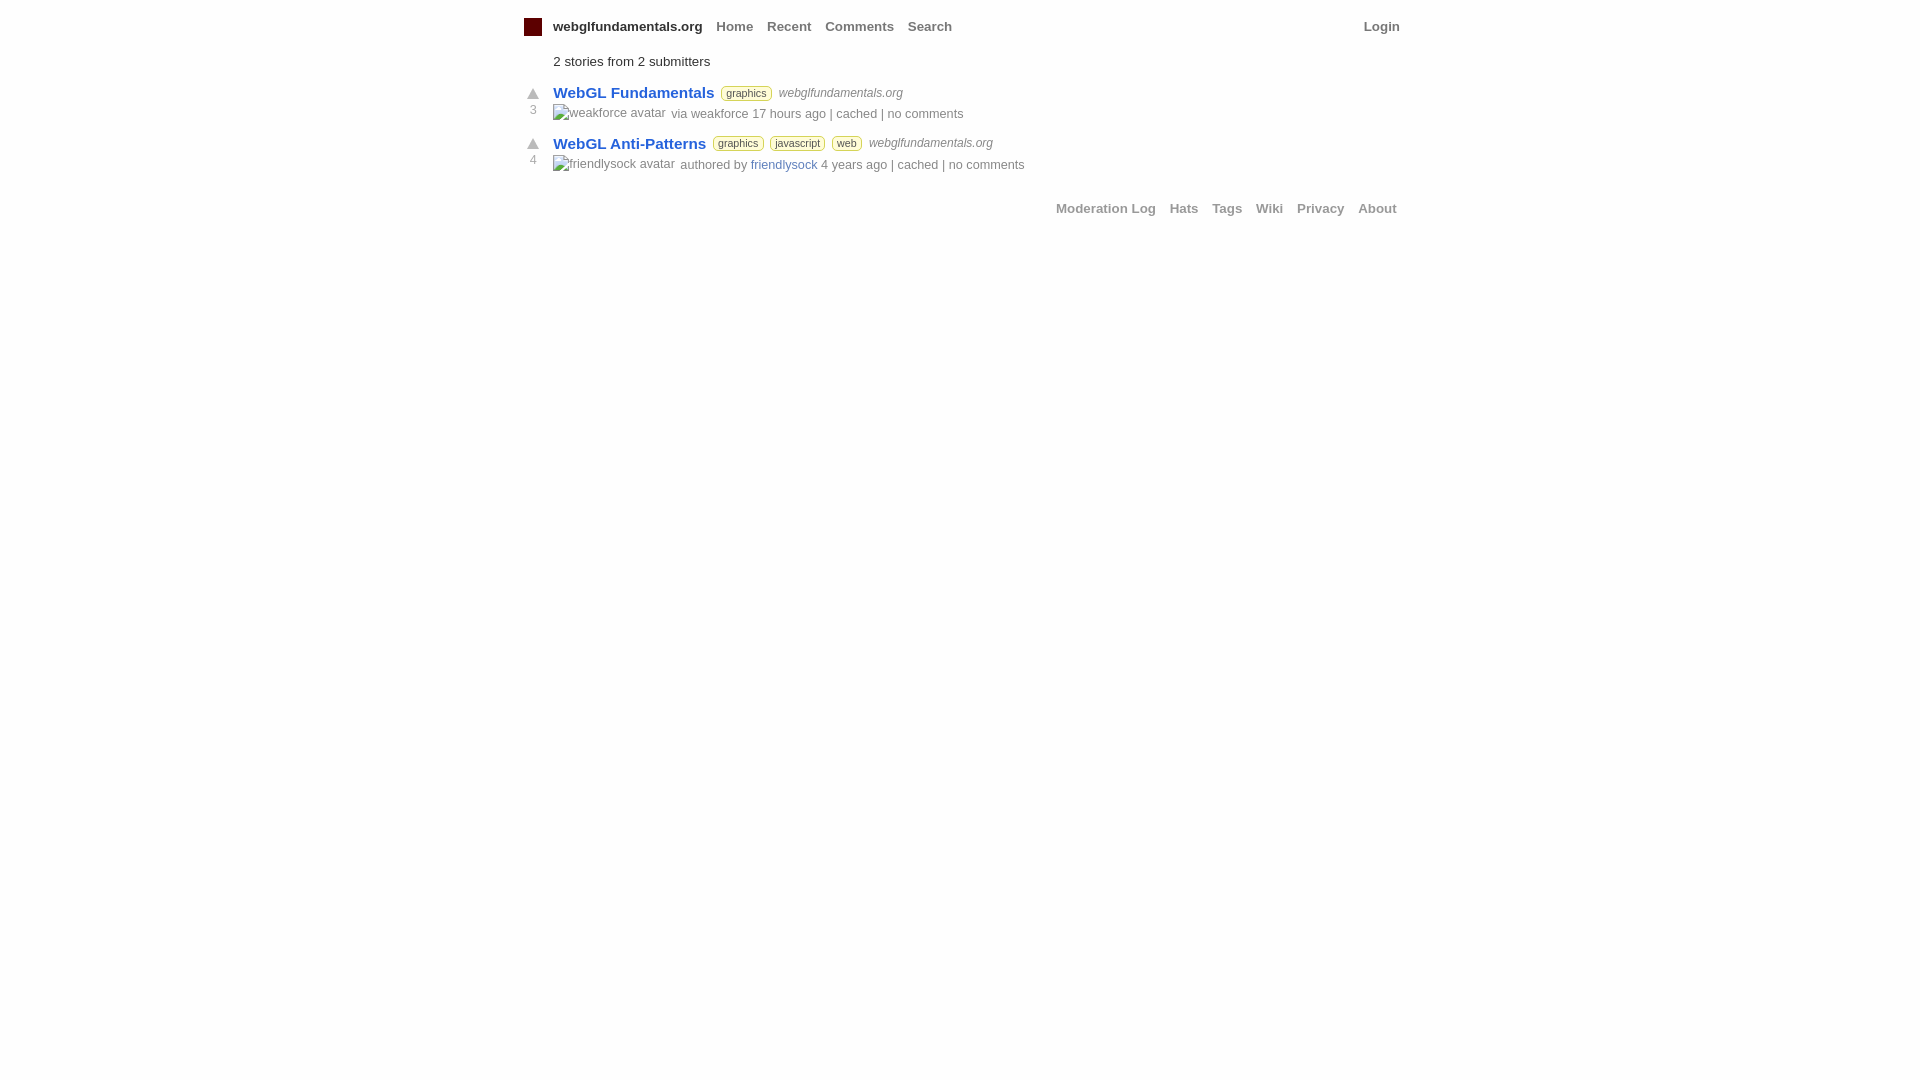 webglfundamentals.org Home Recent Comments Search Login
2 stories from 2 submitters
WebGL Fundamentals graphics webglfundamentals.org
3
weakforce avatar via weakforce 17 hours ago | cached | no comments
WebGL Anti-Patterns graphics javascript web webglfundamentals.org
4
friendlysock avatar authored by friendlysock 4 years ago | cached | no comments
Moderation Log Hats Tags Wiki Privacy About